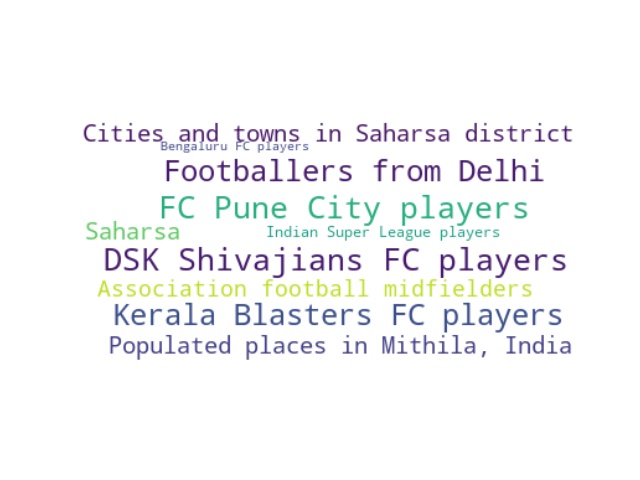 Cities and towns in Saharsa district
Bengaluru FC players
Footballers from Delhi
FC Pune City players
Saharsa
Indian Super League players
DSK Shivajians FC players
Association football midfielders
Kerala Blasters FC players
Populated places in Mithila, India